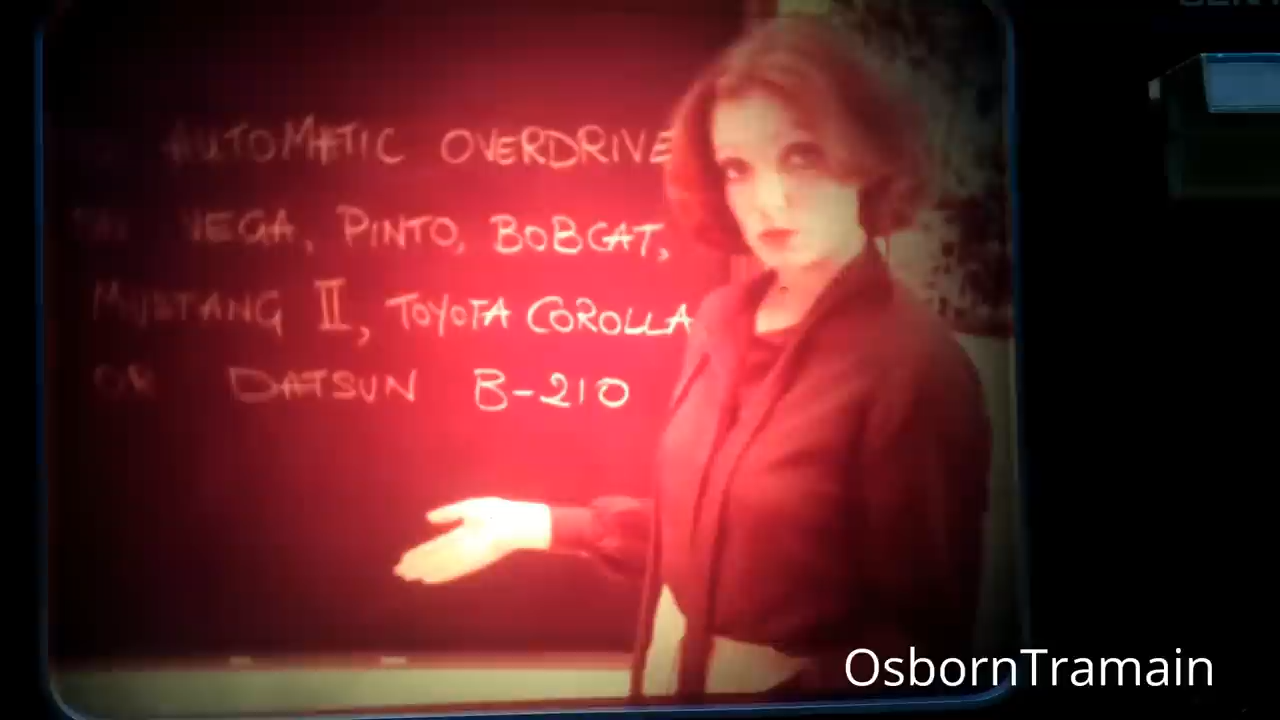 AUTOMATIC OVERDRIVE
VEGA, PINTO, BOBCAT,
MUSTANG II, TOYOTA COROLLA
OR DATSUN B-210
OsbornTramain